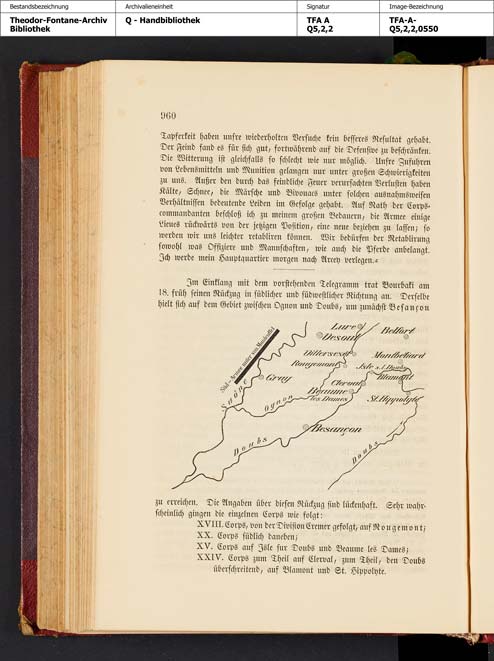 Bestandsbezeichnung
Theodor-Fontane-Archiv
Bibliothek
Archivalieneinheit
Q - Handbibliothek
Signatur
TFA A
Q5,2,2
Image-Bezeichnung
TFA-A-
Q5,2,2,0550
960
Tapferkeit haben unsre wiederholten Versuche kein besseres Resultat gehabt.
Der Feind fand es für sich gut, fortwährend auf die Defensive zu beschränken.
Die Witterung ist gleichfalls so schlecht wie nur möglich. Unsre Zufuhren
von Lebensmitteln und Munition gelangen nur unter großen Schwierigkeiten
zu uns. Außer den durch das feindliche Feuer verursachten Verlusten haben
Kälte, Schnee, die Märsche und Bivouacs unter solchen ausnahmsweisen
Verhältnissen bedeutende Leiden im Gefolge gehabt. Auf Rath der Corps-
commandanten beschloß ich zu meinem großen Bedauern, die Armee einige
Lieues rückwärts von der jetzigen Position, eine neue beziehen zu lassen; so
werden wir uns leichter retabliren können. Wir bedürfen der Retablirung
sowohl was Offiziere und Mannschaften, wie auch die Pferde anbelangt.
Ich werde mein Hauptquartier morgen nach Arcey verlegen.«
Im Einklang mit dem vorstehenden Telegramm trat Bourbaki am
18. früh seinen Rückzug in südlicher und südwestlicher Richtung an. Derselbe
hielt sich auf dem Gebiet zwischen Ognon und Doubs, um zunächst Besançon
Lure
Belfort
Süd-Armee unter von Manteuffel
Villersexel
Montbéliard
Rougemont
Isle s. l. Doubs
Gray
Clerval
Blamont
Saône
Ognon
Beaume
les Dames
St. Hippolyte
Besançon
Doubs
Doubs
zu erreichen. Die Angaben über diesen Rückzug sind lückenhaft. Sehr wahr-
scheinlich gingen die einzelnen Corps wie folgt:
XVIII. Corps, von der Division Cremer gefolgt, auf Rougemont;
XX. Corps südlich daneben;
XV. Corps auf Isle sur Doubs und Beaume les Dames;
XXIV. Corps zum Theil auf Clerval, zum Theil, den Doubs
überschreitend, auf Blamont und St. Hippolyte.